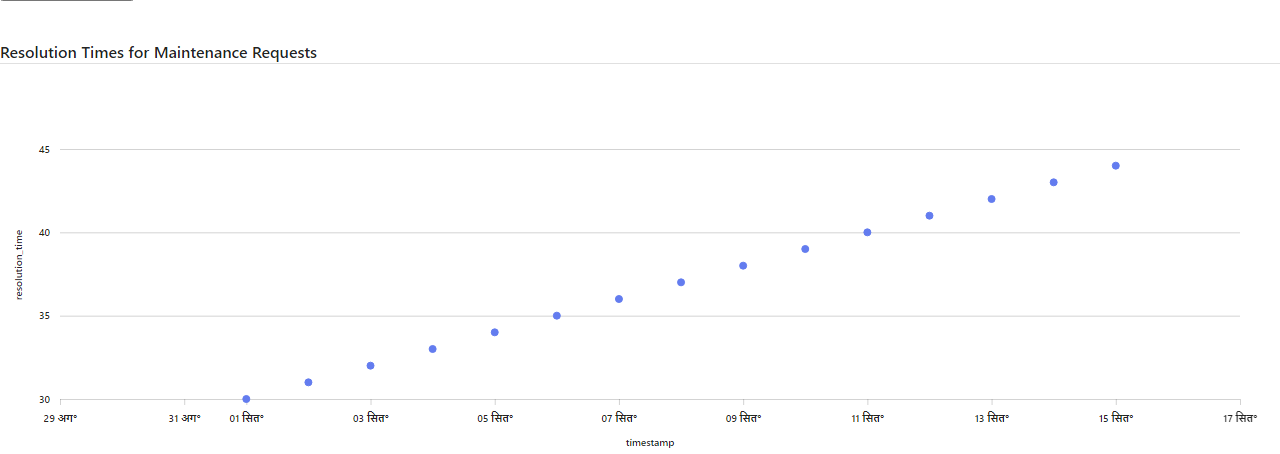 Resolution Times for Maintenance Requests
45
40
35
30
resolution_time
29 अग॰ 31 अग॰ 01 सित॰ 03 सित॰ 05 सित॰ 07 सित॰ 09 सित॰ 11 सित॰ 13 सित॰ 15 सित॰ 17 सित॰
timestamp